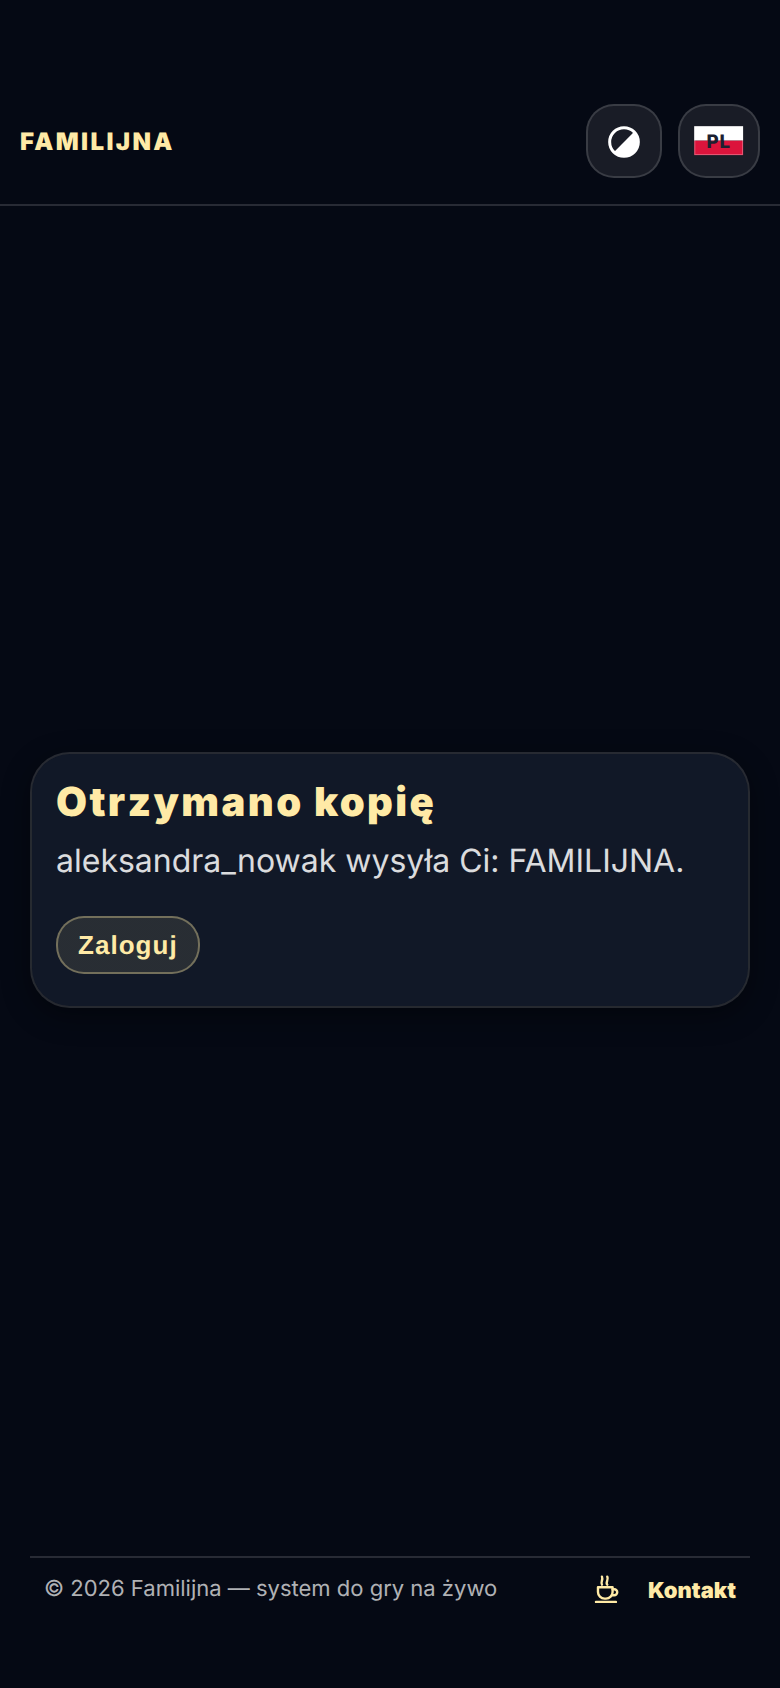 FAMILIJNA
PL
Otrzymano kopię
aleksandra_nowak wysyła Ci: FAMILIJNA.
Zaloguj
© 2026 Familijna — system do gry na żywo
Kontakt